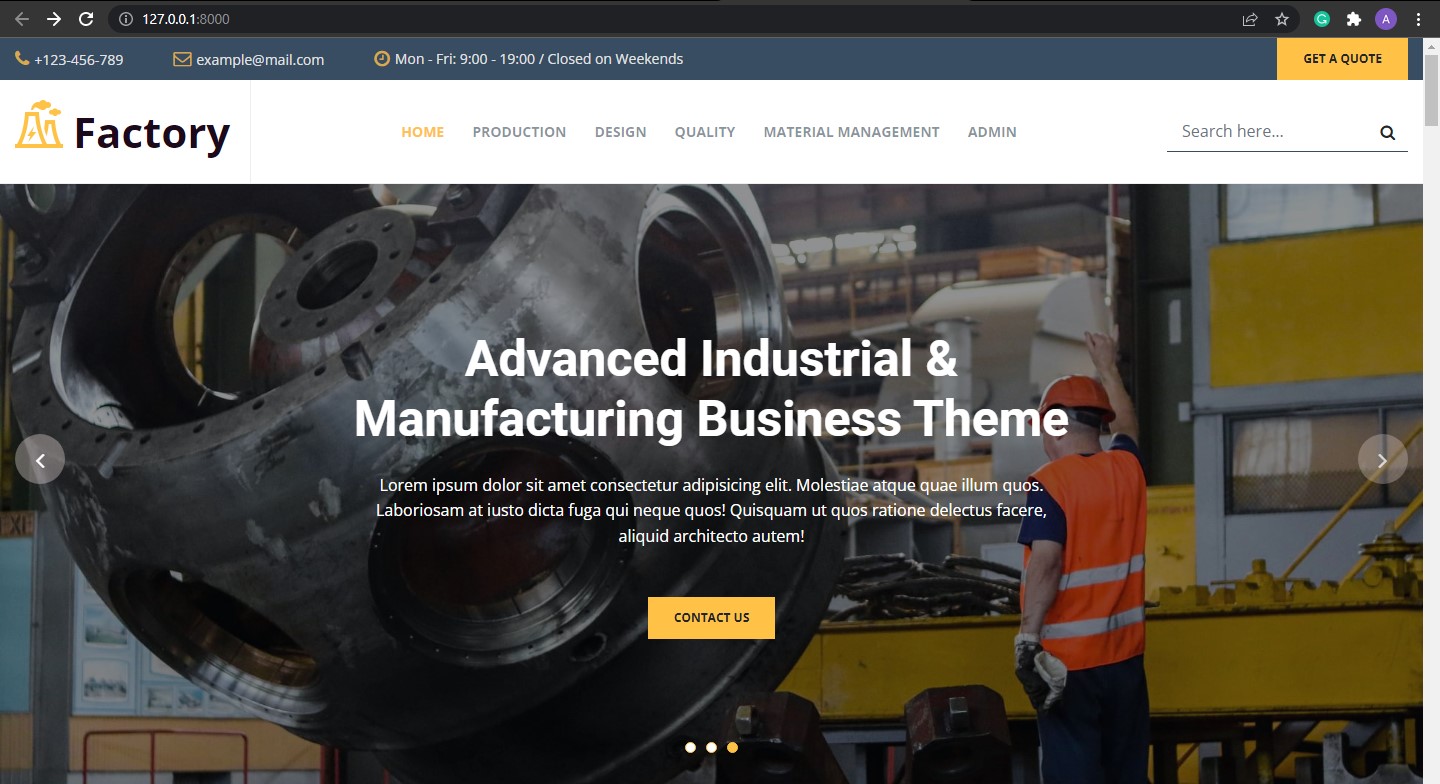 127.0.0.1:8000
A
+123-456-789
example@mail.com
Mon - Fri: 9:00 - 19:00 / Closed on Weekends
GET A QUOTE
Factory
HOME
PRODUCTION
DESIGN
QUALITY
MATERIAL MANAGEMENT
ADMIN
Search here...
Advanced Industrial &
Manufacturing Business Theme
Lorem ipsum dolor sit amet consectetur adipisicing elit. Molestiae atque quae illum quos.
Laboriosam at iusto dicta fuga qui neque quos! Quisquam ut quos ratione delectus facere,
aliquid architecto autem!
CONTACT US